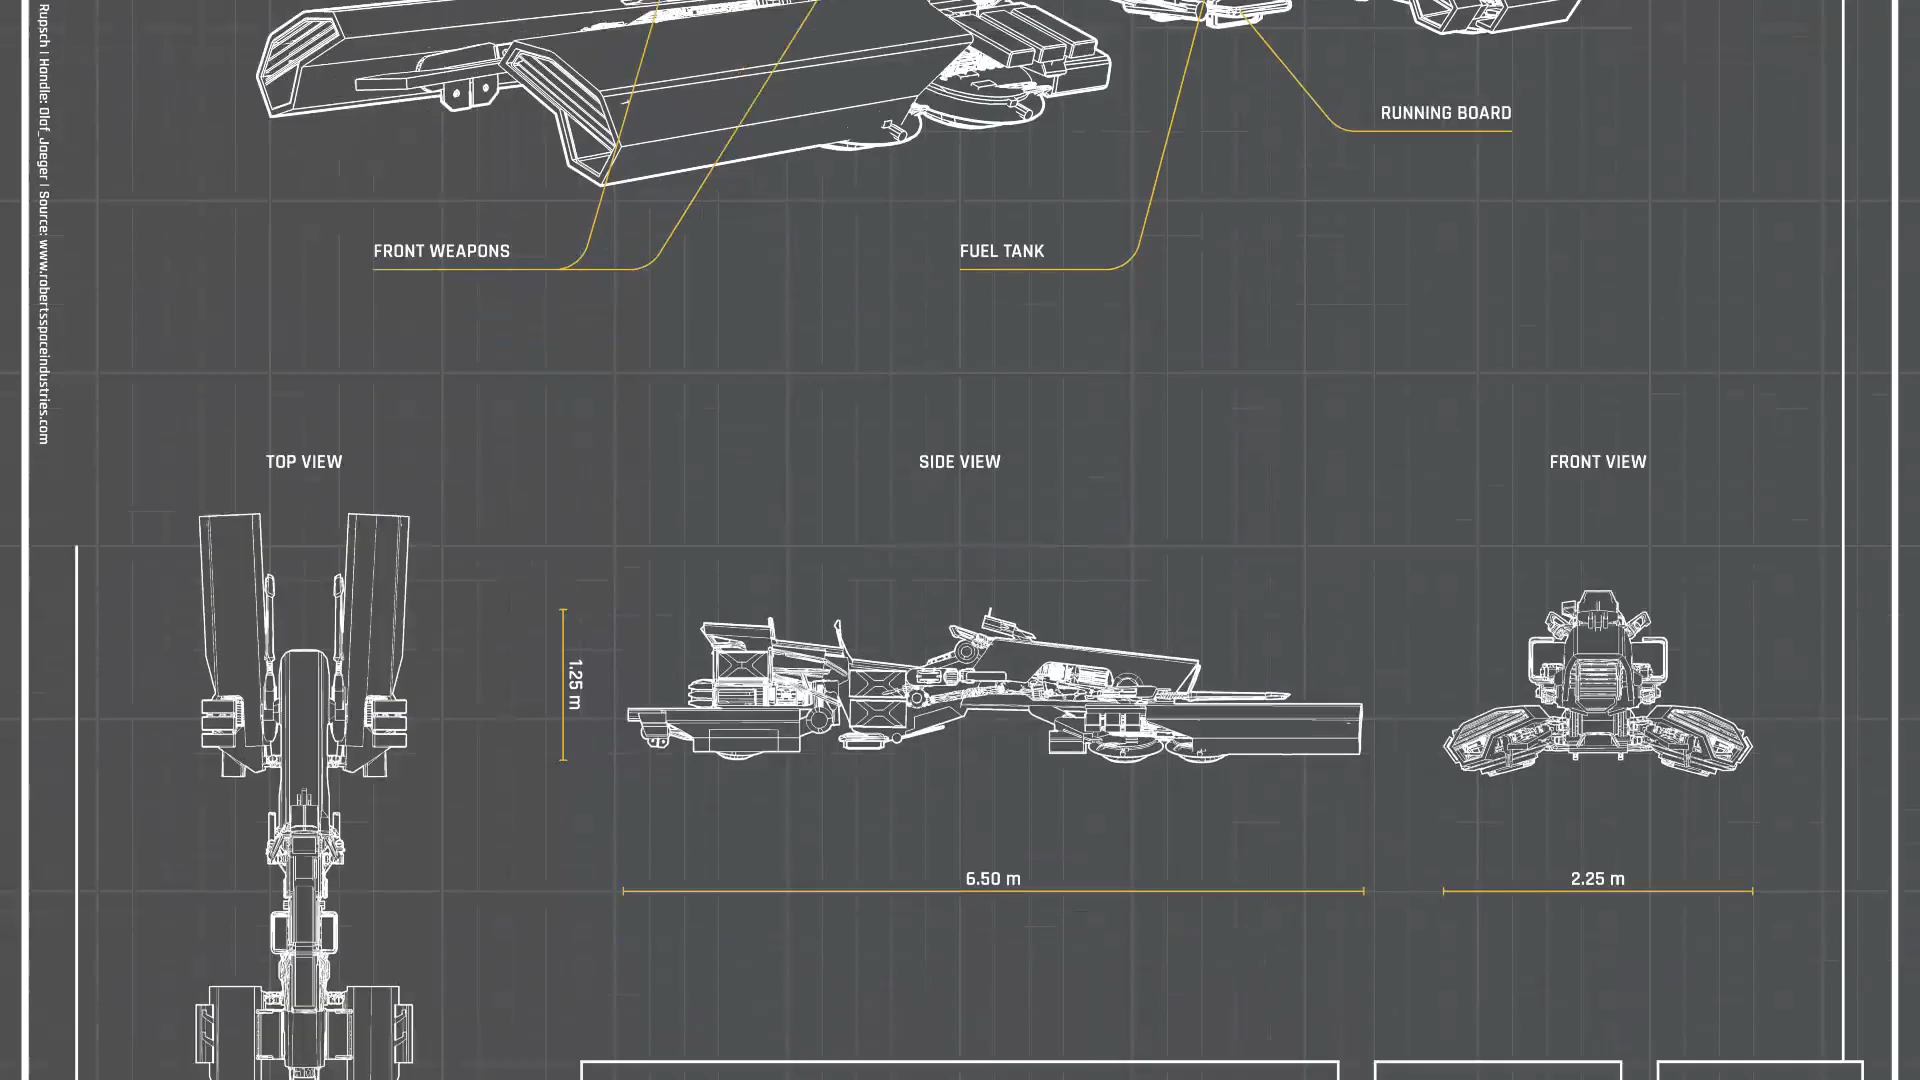 Rupsch | Handle: Olaf_Jaeger | Source: www.robertsspaceindustries.com
RUNNING BOARD
FRONT WEAPONS
FUEL TANK
TOP VIEW
SIDE VIEW
FRONT VIEW
1.25 m
6.50 m
2.25 m